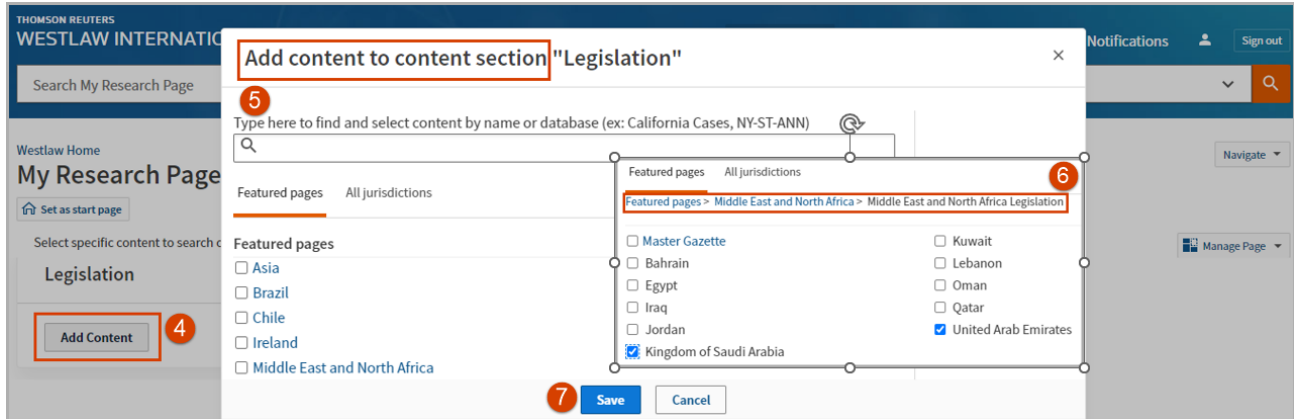 THOMSON REUTERS
WESTLAW INTERNATIO
Notifications
Sign out
Search My Research Page
Westlaw Home
My Research Page
Set as start page
Navigate
Select specific content to search o
Manage Page
Legislation
Add Content
4
Add content to content section "Legislation"
×
5
Type here to find and select content by name or database (ex: California Cases, NY-ST-ANN)
Featured pages All jurisdictions
Featured pages
Asia
Brazil
Chile
Ireland
Middle East and North Africa
Featured pages All jurisdictions
6
Featured pages > Middle East and North Africa > Middle East and North Africa Legislation
Master Gazette
Bahrain
Egypt
Iraq
Jordan
Kingdom of Saudi Arabia
Kuwait
Lebanon
Oman
Qatar
United Arab Emirates
7
Save
Cancel